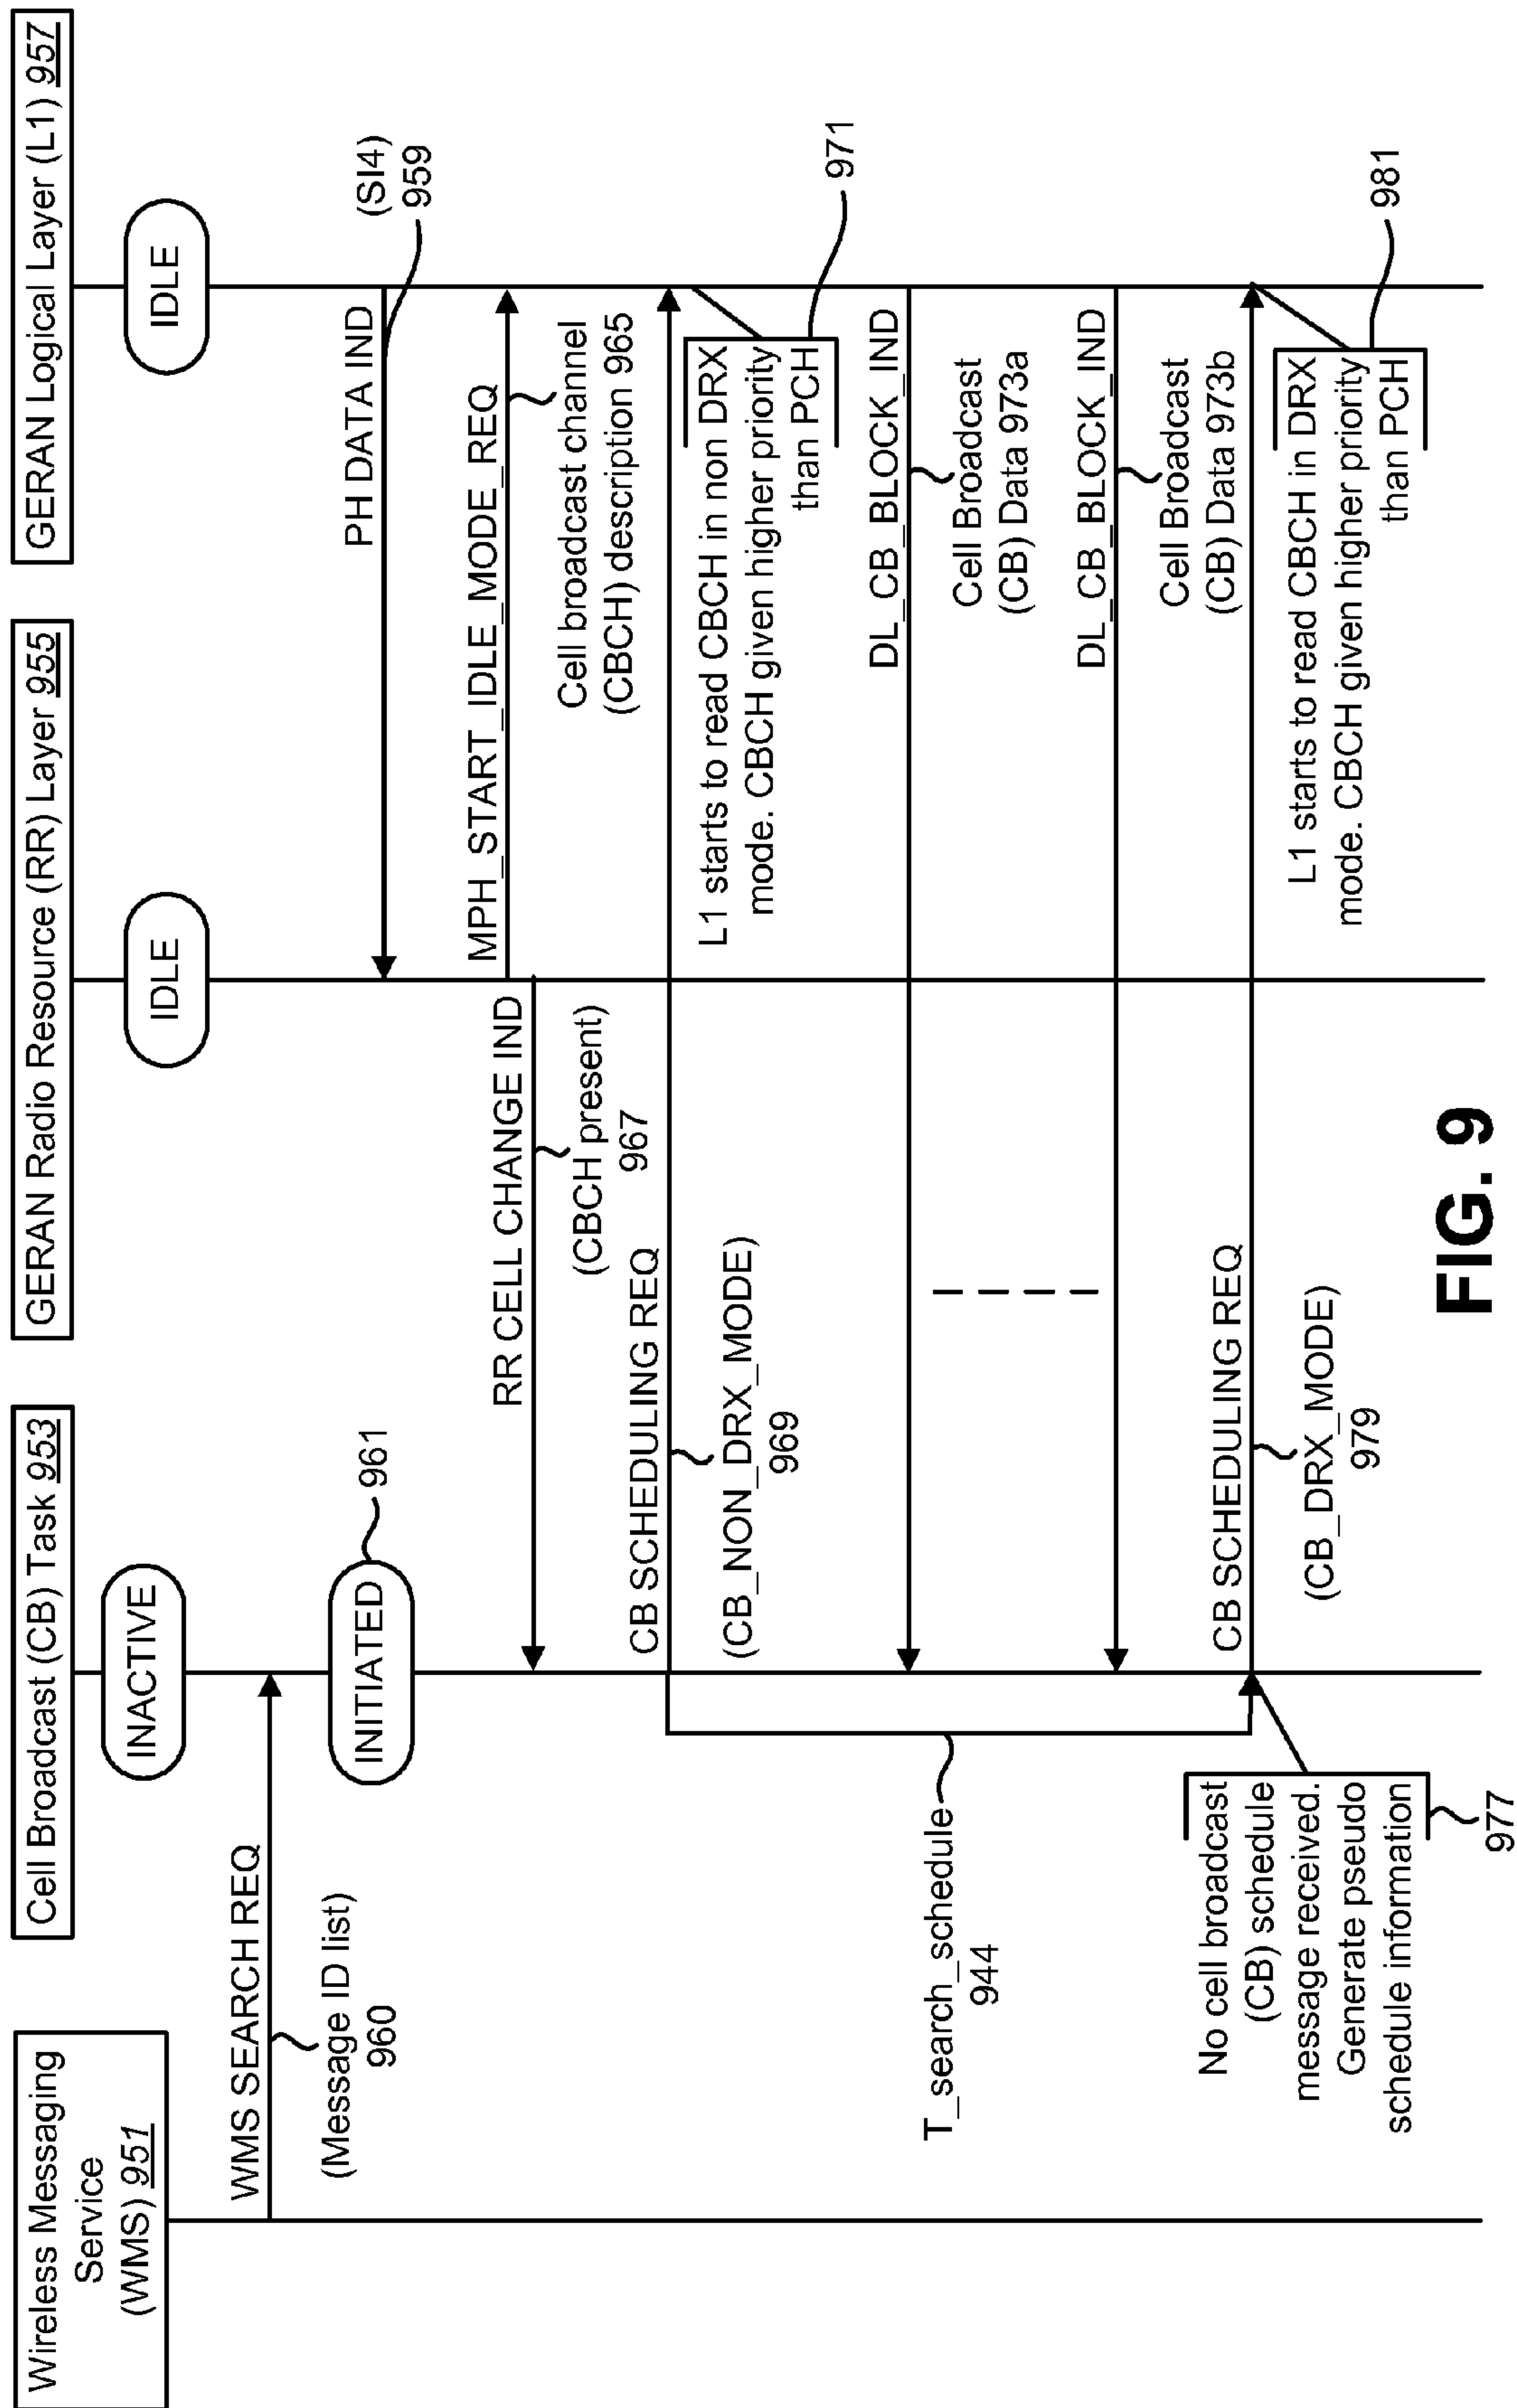 Wireless Messaging
Service
(WMS) 951
Cell Broadcast (CB) Task 953
GERAN Radio Resource (RR) Layer 955
GERAN Logical Layer (L1) 957
INACTIVE
IDLE
IDLE
WMS SEARCH REQ
(Message ID list)
960
INITIATED
961
PH DATA IND
(SI4)
959
MPH_START_IDLE_MODE_REQ
Cell broadcast channel
(CBCH) description 965
RR CELL CHANGE IND
(CBCH present)
967
CB SCHEDULING REQ
(CB_NON_DRX_MODE)
969
L1 starts to read CBCH in non DRX
mode. CBCH given higher priority
than PCH
971
DL_CB_BLOCK_IND
Cell Broadcast
(CB) Data 973a
T_search_schedule
944
DL_CB_BLOCK_IND
Cell Broadcast
(CB) Data 973b
CB SCHEDULING REQ
(CB_DRX_MODE)
979
No cell broadcast
(CB) schedule
message received.
Generate pseudo
schedule information
977
L1 starts to read CBCH in DRX
mode. CBCH given higher priority
than PCH
981
FIG. 9